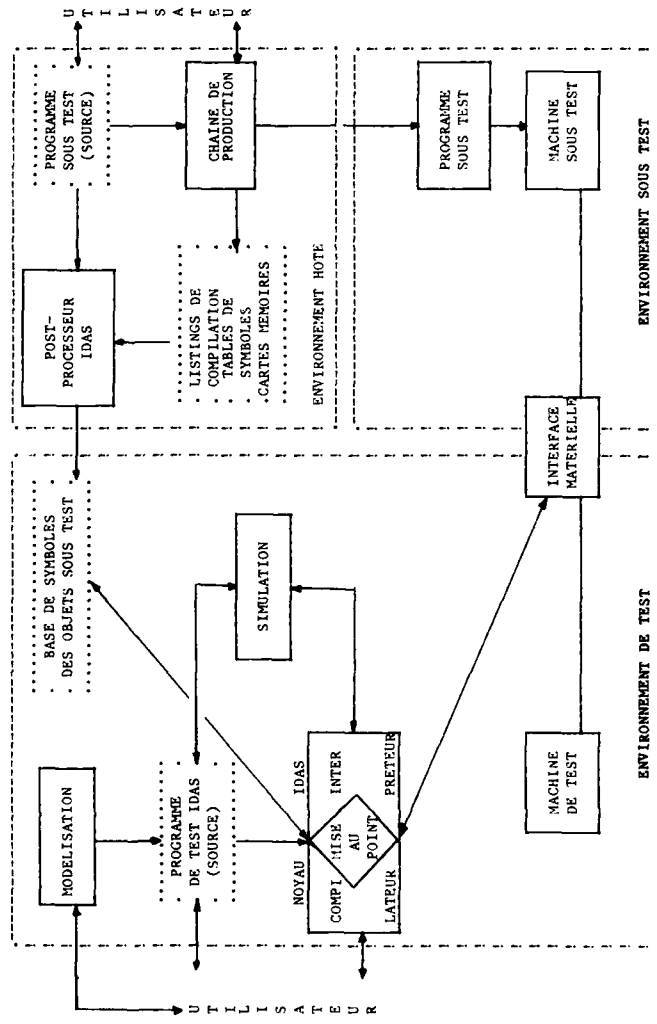 UTILISATEUR
MODELISATION
PROGRAMME
DE TEST IDAS
(SOURCE)
NOYAU IDAS
COMPI
LATEUR
MISE
AU
POINT
INTER
PRETEUR
SIMULATION
BASE DE SYMBOLES
DES OBJETS SOUS TEST
MACHINE
DE TEST
ENVIRONNEMENT DE TEST
INTERFACE
MATERIELLE
POST-
PROCESSEUR
IDAS
PROGRAMME
SOUS TEST
(SOURCE)
LISTINGS DE
COMPILATION
TABLES DE
SYMBOLES
CARTES MEMOIRES
CHAINE DE
PRODUCTION
ENVIRONNEMENT HOTE
UTILISATEUR
PROGRAMME
SOUS TEST
MACHINE
SOUS TEST
ENVIRONNEMENT SOUS TEST